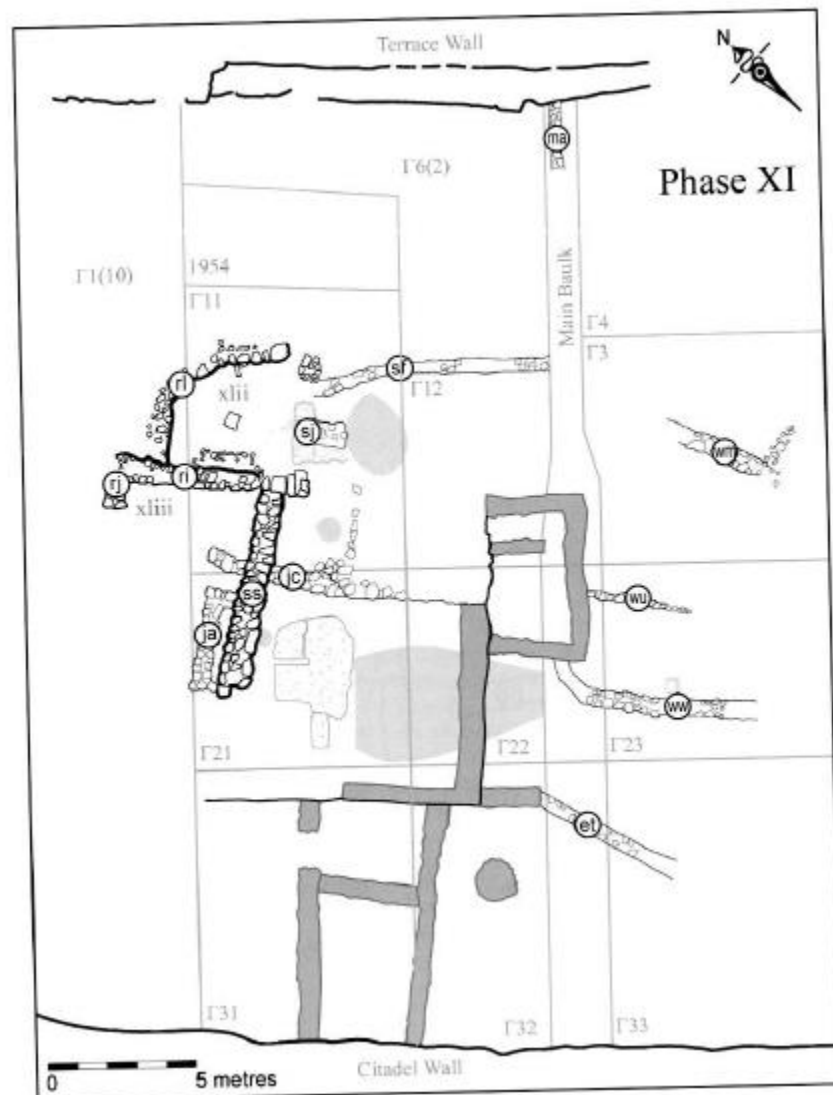 Terrace Wall
N
ma
Γ6(2)
Phase XI
Γ1(10)
1954
Γ11
Main Baulk
Γ4
Γ3
rl
xlii
sf
Γ12
sj
wm
rj
ri
xliii
jc
ss
wu
ja
ww
Γ21
Γ22
Γ23
et
Γ31
Γ32
Γ33
0
5 metres
Citadel Wall